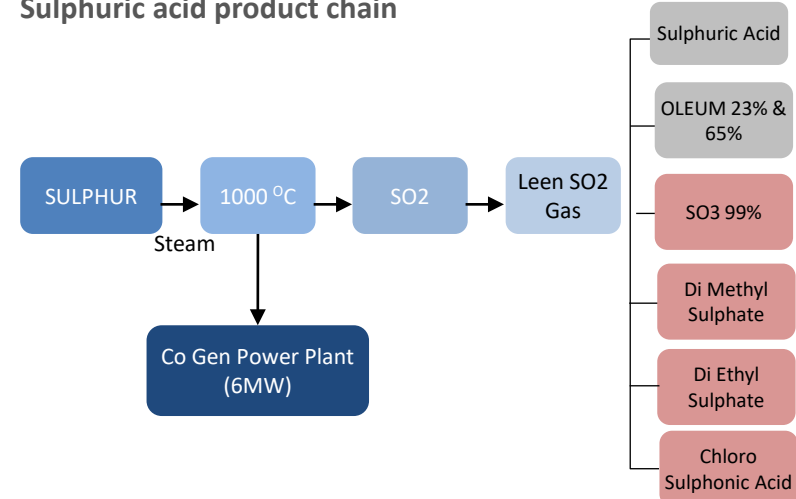 Sulphuric acid product chain
Sulphuric Acid
OLEUM 23% &
65%
SULPHUR
1000 ⁰C
SO2
Leen SO2
Gas
SO3 99%
Steam
Di Methyl
Sulphate
Co Gen Power Plant
(6MW)
Di Ethyl
Sulphate
Chloro
Sulphonic Acid